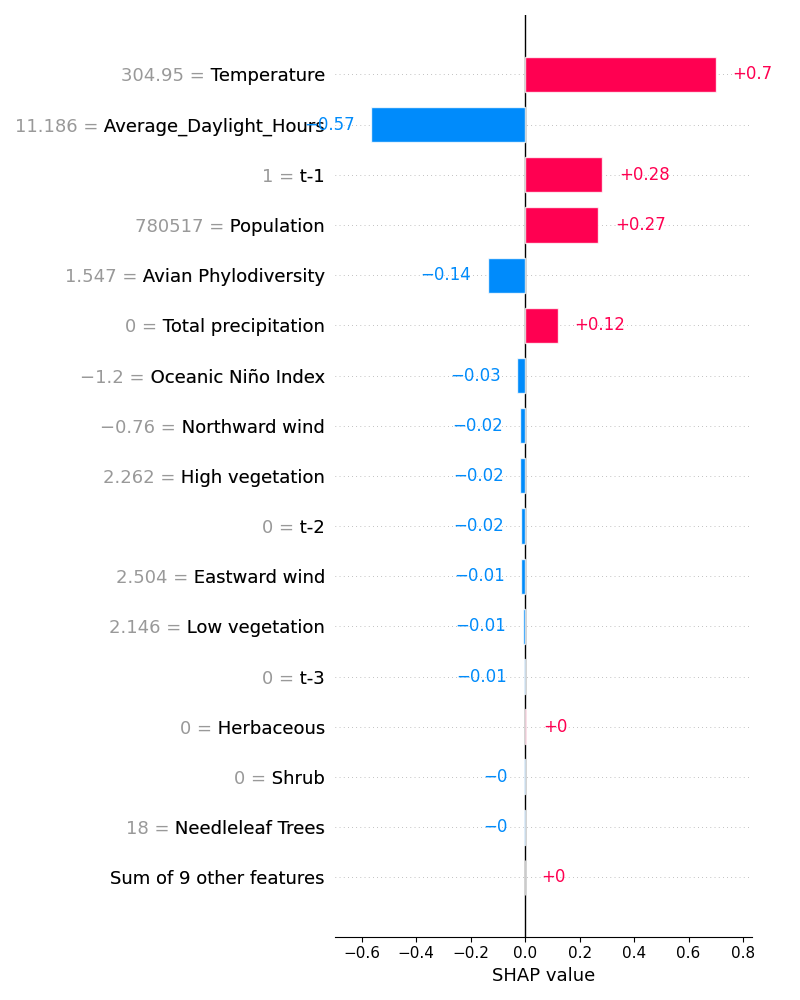 304.95 = Temperature +0.7
11.186 = Average_Daylight_Hours −0.57
1 = t-1 +0.28
780517 = Population +0.27
1.547 = Avian Phylodiversity −0.14
0 = Total precipitation +0.12
−1.2 = Oceanic Niño Index −0.03
−0.76 = Northward wind −0.02
2.262 = High vegetation −0.02
0 = t-2 −0.02
2.504 = Eastward wind −0.01
2.146 = Low vegetation −0.01
0 = t-3 −0.01
0 = Herbaceous +0
0 = Shrub −0
18 = Needleleaf Trees −0
Sum of 9 other features +0
−0.6 −0.4 −0.2 0.0 0.2 0.4 0.6 0.8
SHAP value